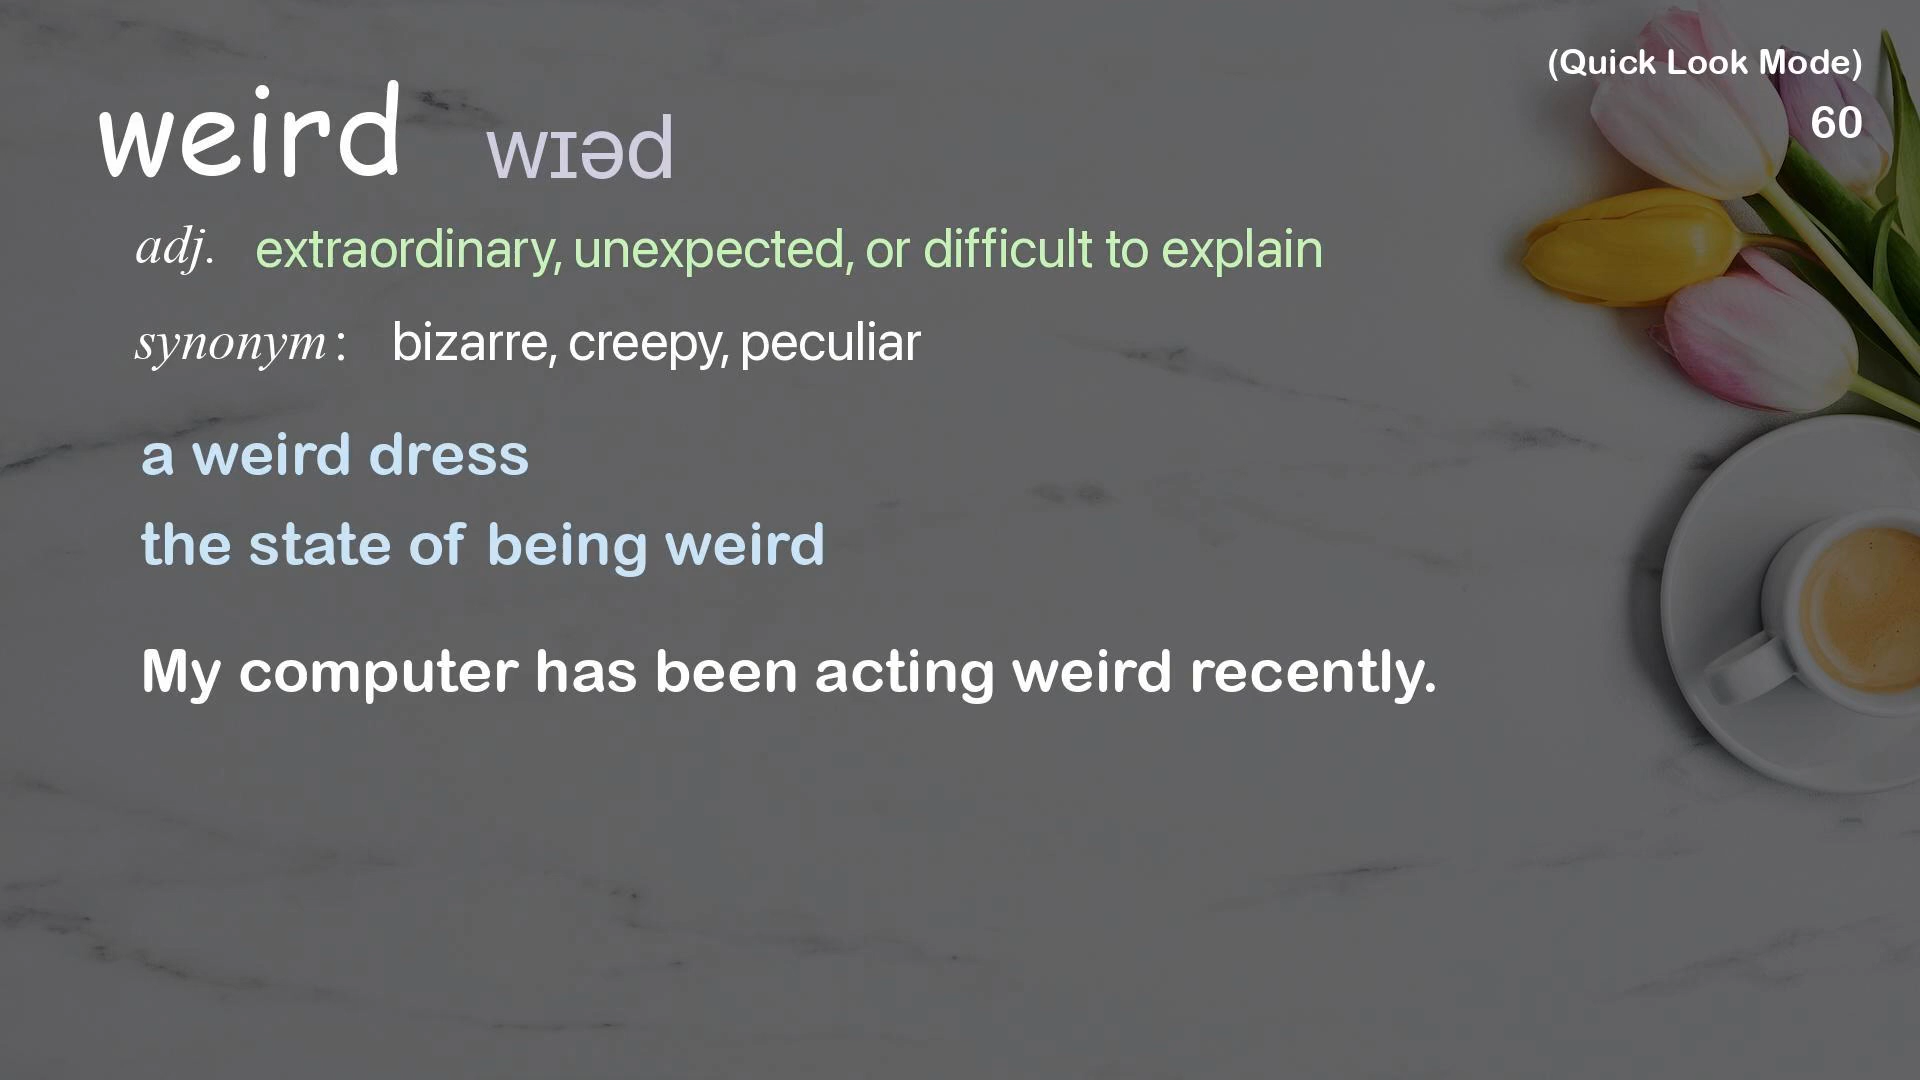 (Quick Look Mode)
60
weird wɪəd
adj. extraordinary, unexpected, or difficult to explain
synonym: bizarre, creepy, peculiar
a weird dress
the state of being weird
My computer has been acting weird recently.